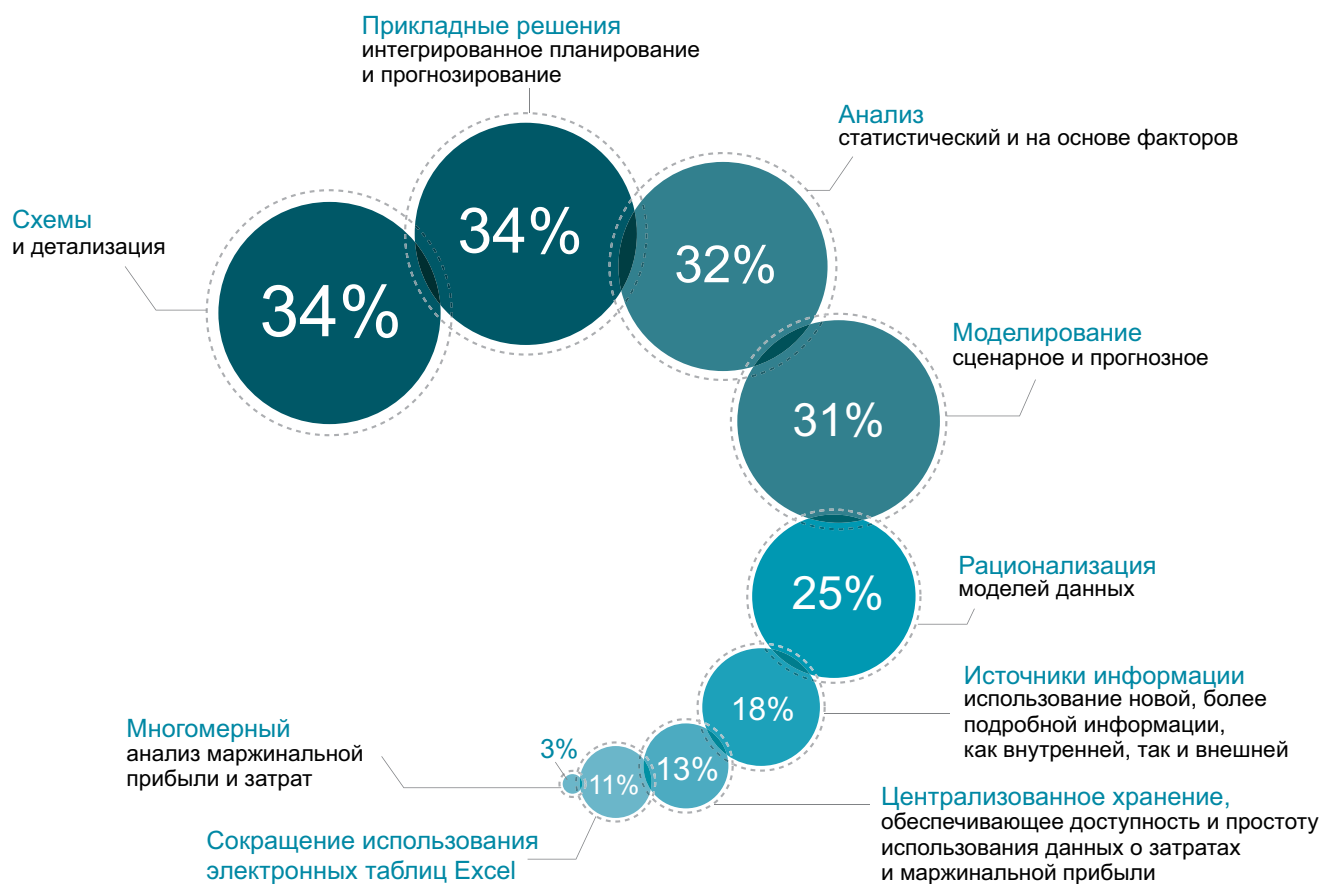 Прикладные решения
интегрированное планирование
и прогнозирование
Анализ
статистический и на основе факторов
Схемы
и детализация
34%
34%
32%
Моделирование
сценарное и прогнозное
31%
Рационализация
моделей данных
25%
Источники информации
использование новой, более
подробной информации,
как внутренней, так и внешней
18%
Централизованное хранение,
обеспечивающее доступность и простоту
использования данных о затратах
и маржинальной прибыли
13%
Сокращение использования
электронных таблиц Excel
11%
Многомерный
анализ маржинальной
прибыли и затрат
3%